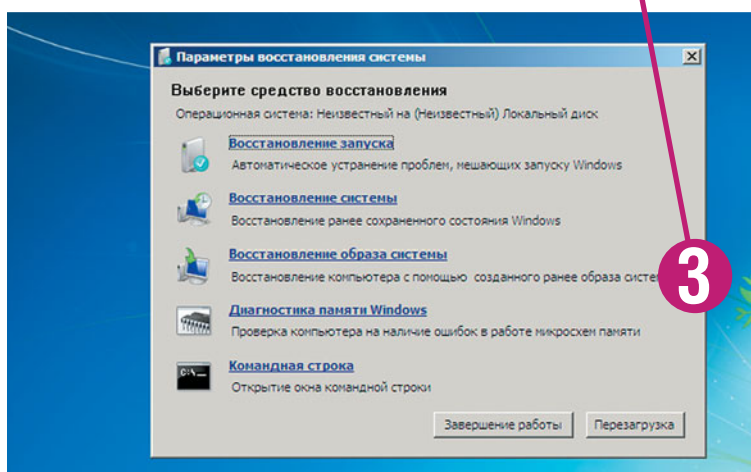 Параметры восстановления системы
Выберите средство восстановления
Операционная система: Неизвестный на (Неизвестный) Локальный диск
Восстановление запуска
Автоматическое устранение проблем, мешающих запуску Windows
Восстановление системы
Восстановление ранее сохраненного состояния Windows
Восстановление образа системы
Восстановление компьютера с помощью созданного ранее образа систе
3
Диагностика памяти Windows
Проверка компьютера на наличие ошибок в работе микросхем памяти
C:\_
Командная строка
Открытие окна командной строки
Завершение работы
Перезагрузка